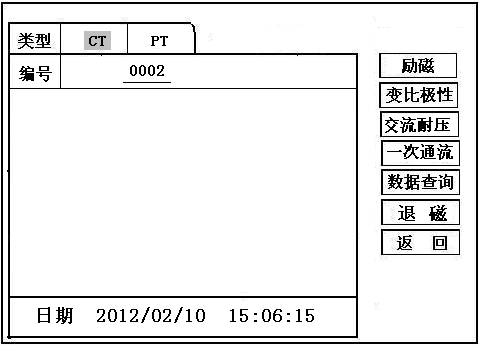 类型 CT PT
编号 0002
励磁
变比极性
交流耐压
一次通流
数据查询
退 磁
返 回
日期 2012/02/10 15:06:15